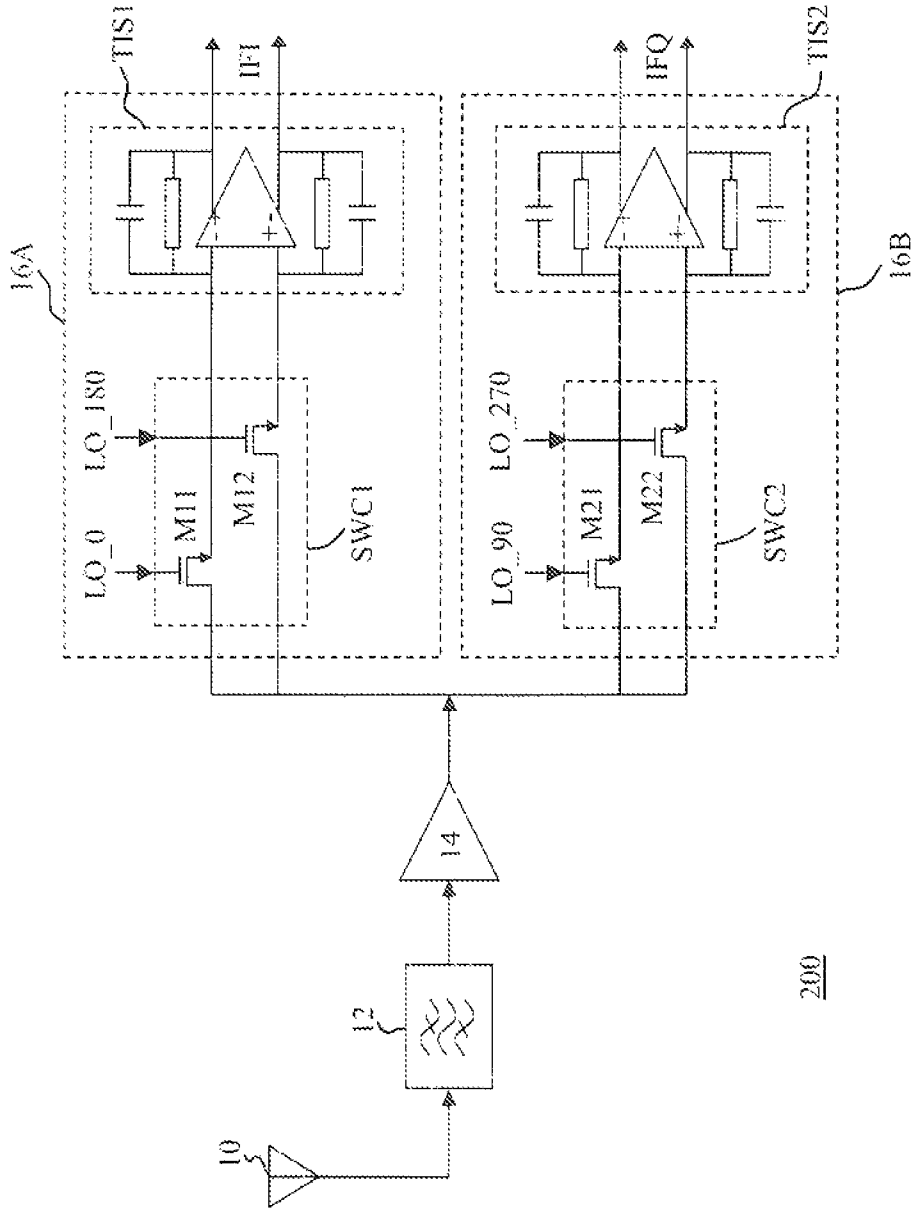 16A
TIS1
LO_180
LO_0
M11
M12
SWC1
IFI
- +
+ -
14
12
10
LO_270
LO_90
M21
M22
SWC2
IFQ
- +
+ -
TIS2
16B
200